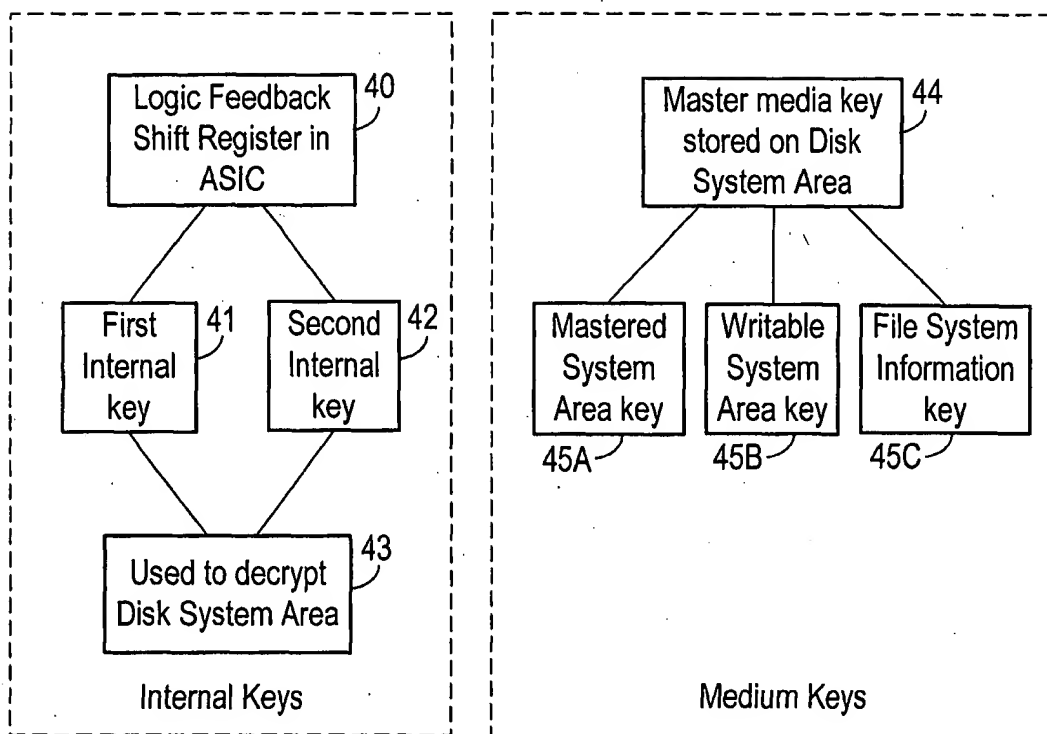 Logic Feedback
Shift Register in
ASIC
40
First
Internal
key
41
Second
Internal
key
42
Used to decrypt
Disk System Area
43
Internal Keys
Master media key
stored on Disk
System Area
44
Mastered
System
Area key
45A
Writable
System
Area key
45B
File System
Information
key
45C
Medium Keys